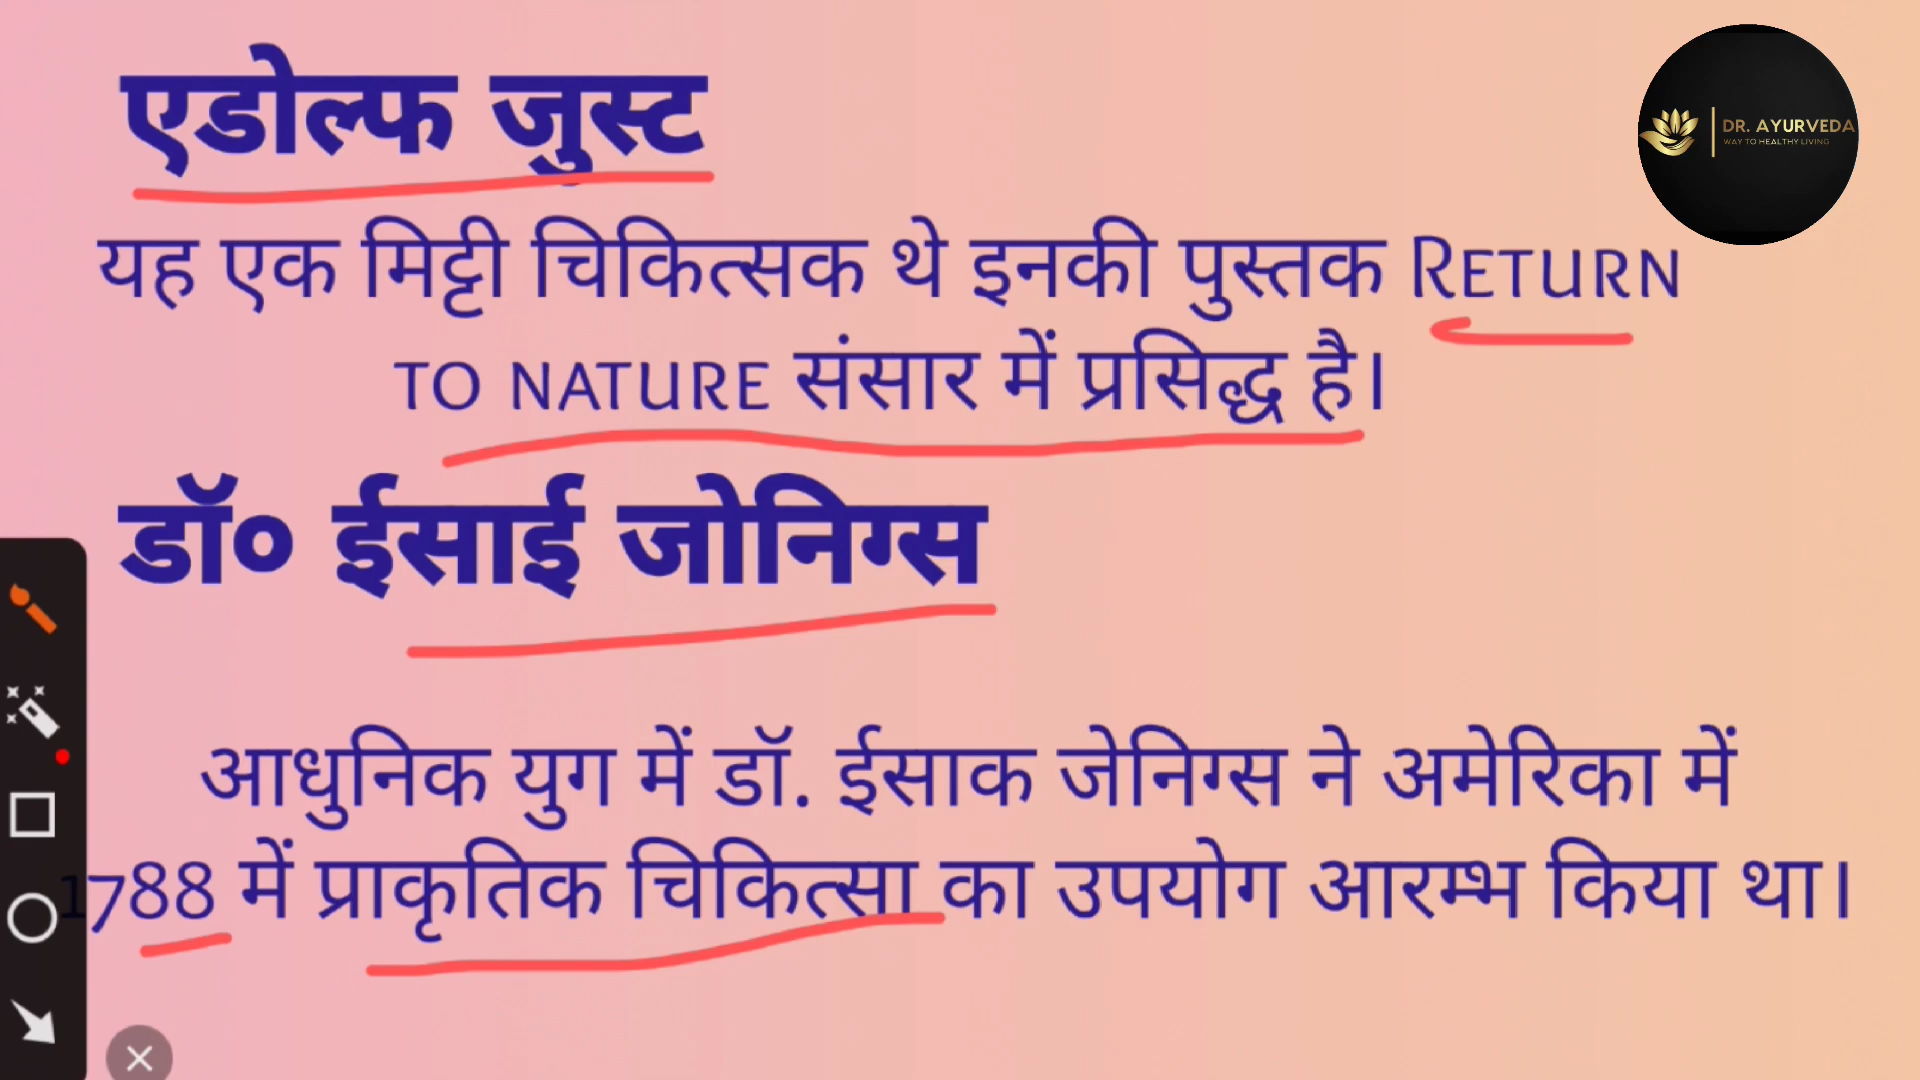 एडोल्फ जुस्ट
DR. AYURVEDA
WAY TO HEALTHY LIVING
यह एक मिट्टी चिकित्सक थे इनकी पुस्तक RETURN
TO NATURE संसार में प्रसिद्ध है।
डॉ० ईसाई जोनिग्स
आधुनिक युग में डॉ. ईसाक जेनिग्स ने अमेरिका में
1788 में प्राकृतिक चिकित्सा का उपयोग आरम्भ किया था।